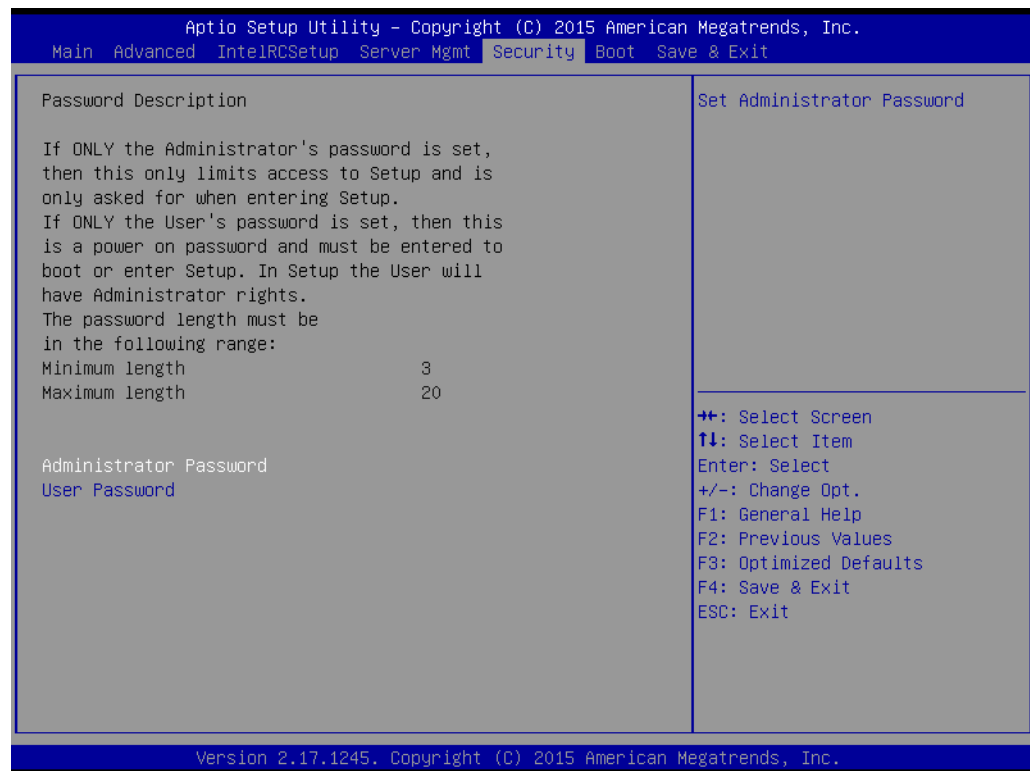 Aptio Setup Utility – Copyright (C) 2015 American Megatrends, Inc.
Main Advanced IntelRCSetup Server Mgmt Security Boot Save & Exit
Password Description
If ONLY the Administrator's password is set,
then this only limits access to Setup and is
only asked for when entering Setup.
If ONLY the User's password is set, then this
is a power on password and must be entered to
boot or enter Setup. In Setup the User will
have Administrator rights.
The password length must be
in the following range:
Minimum length 3
Maximum length 20
Administrator Password
User Password
Set Administrator Password
→←: Select Screen
↑↓: Select Item
Enter: Select
+/-: Change Opt.
F1: General Help
F2: Previous Values
F3: Optimized Defaults
F4: Save & Exit
ESC: Exit
Version 2.17.1245. Copyright (C) 2015 American Megatrends, Inc.